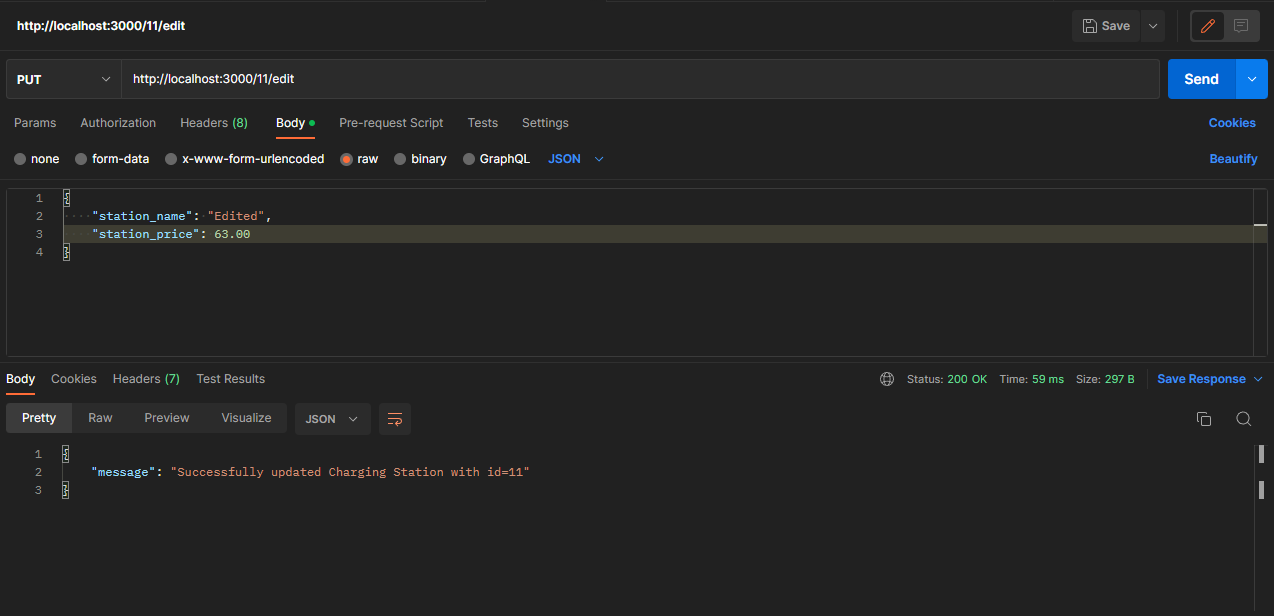 http://localhost:3000/11/edit
Save
PUT
http://localhost:3000/11/edit
Send
Params Authorization Headers (8) Body Pre-request Script Tests Settings Cookies
none form-data x-www-form-urlencoded raw binary GraphQL JSON Beautify
1 {
2 "station_name": "Edited",
3 "station_price": 63.00
4 }
Body Cookies Headers (7) Test Results Status: 200 OK Time: 59 ms Size: 297 B Save Response
Pretty Raw Preview Visualize JSON
1 {
2 "message": "Successfully updated Charging Station with id=11"
3 }